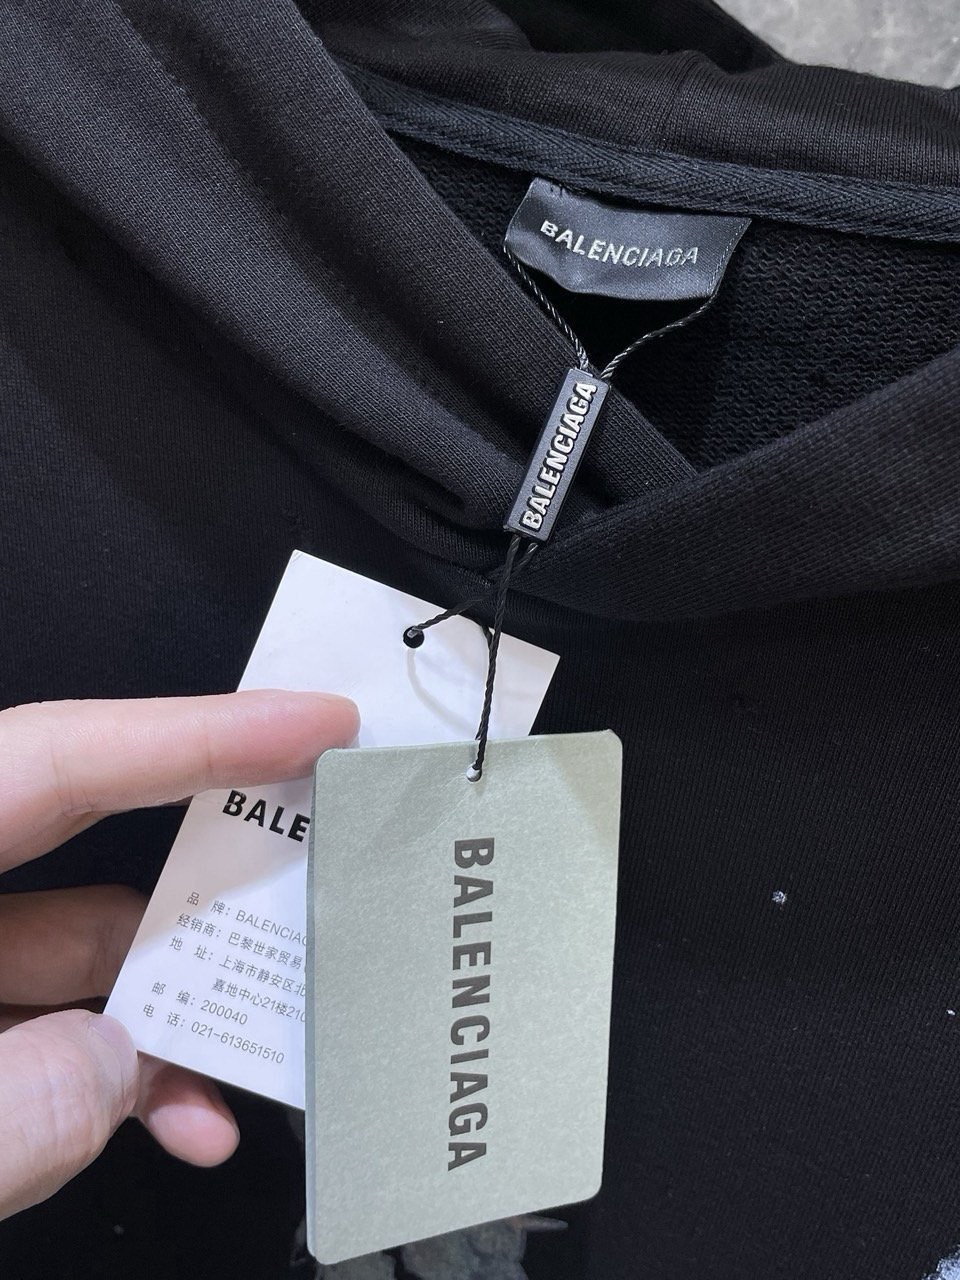 BALENCIAGA
BALENCIAGA
BALE
品 牌: BALENCIAG
经销商: 巴黎世家贸易
地 址: 上海市静安区北
嘉地中心21楼210
邮 编: 200040
电 话: 021-613651510
BALENCIAGA